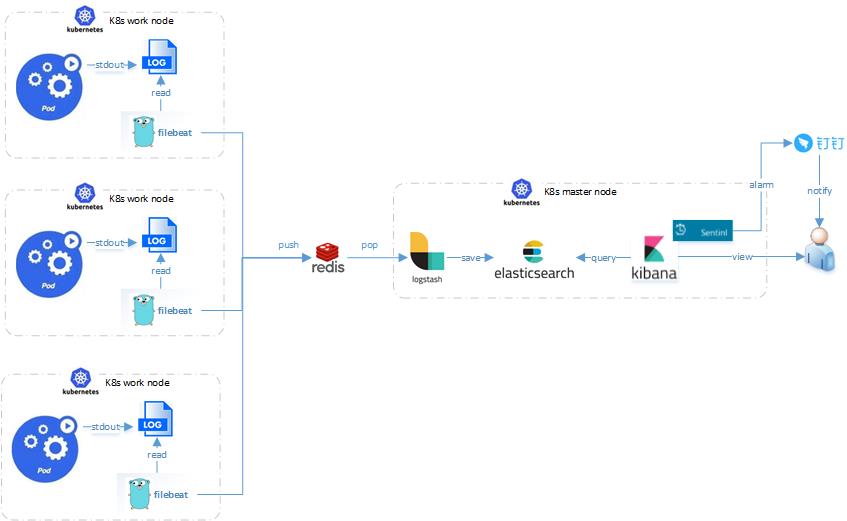 K8s work node
kubernetes
Pod
stdout
LOG
read
filebeat
K8s work node
kubernetes
Pod
stdout
LOG
read
filebeat
K8s work node
kubernetes
Pod
stdout
LOG
read
filebeat
push
redis
pop
K8s master node
kubernetes
logstash
save
elasticsearch
query
kibana
Sentinl
alarm
钉钉
notify
view